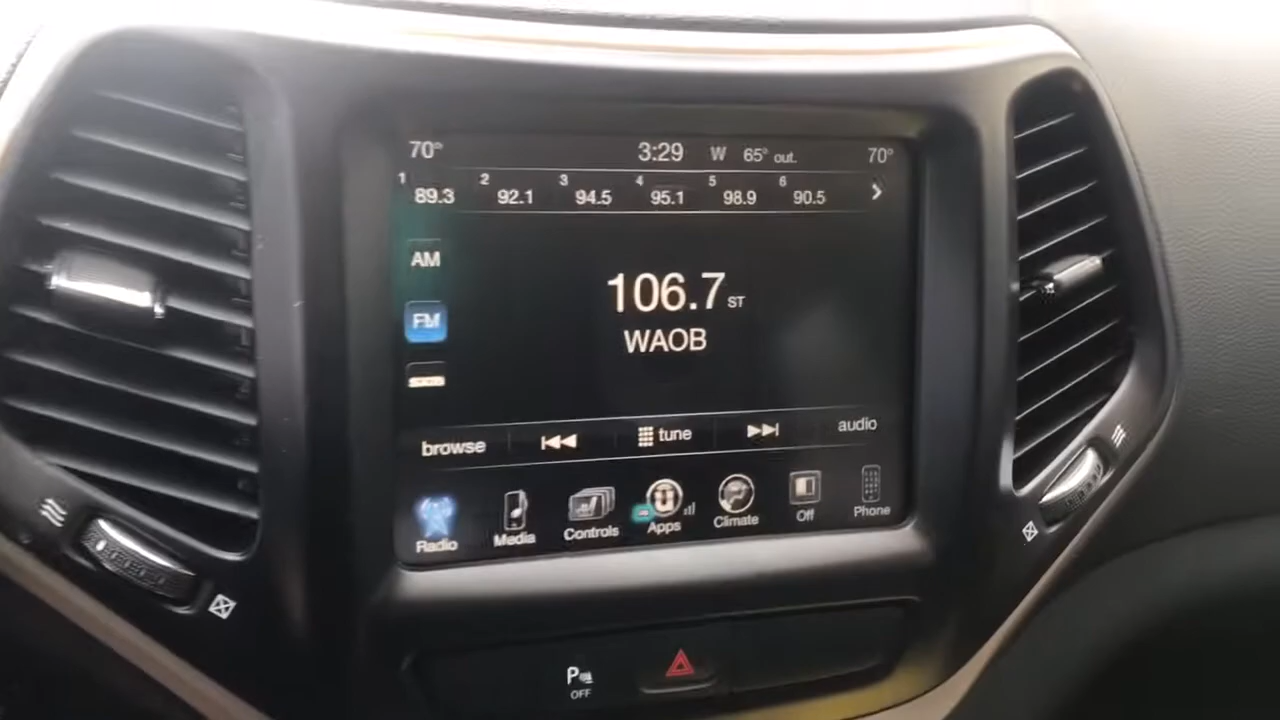 70° 3:29 W 65° out. 70°
1 89.3 2 92.1 3 94.5 4 95.1 5 98.9 6 90.5
AM
106.7 ST
FM
WAOB
browse tune audio
Radio Media Controls Apps Climate Off Phone
P
OFF